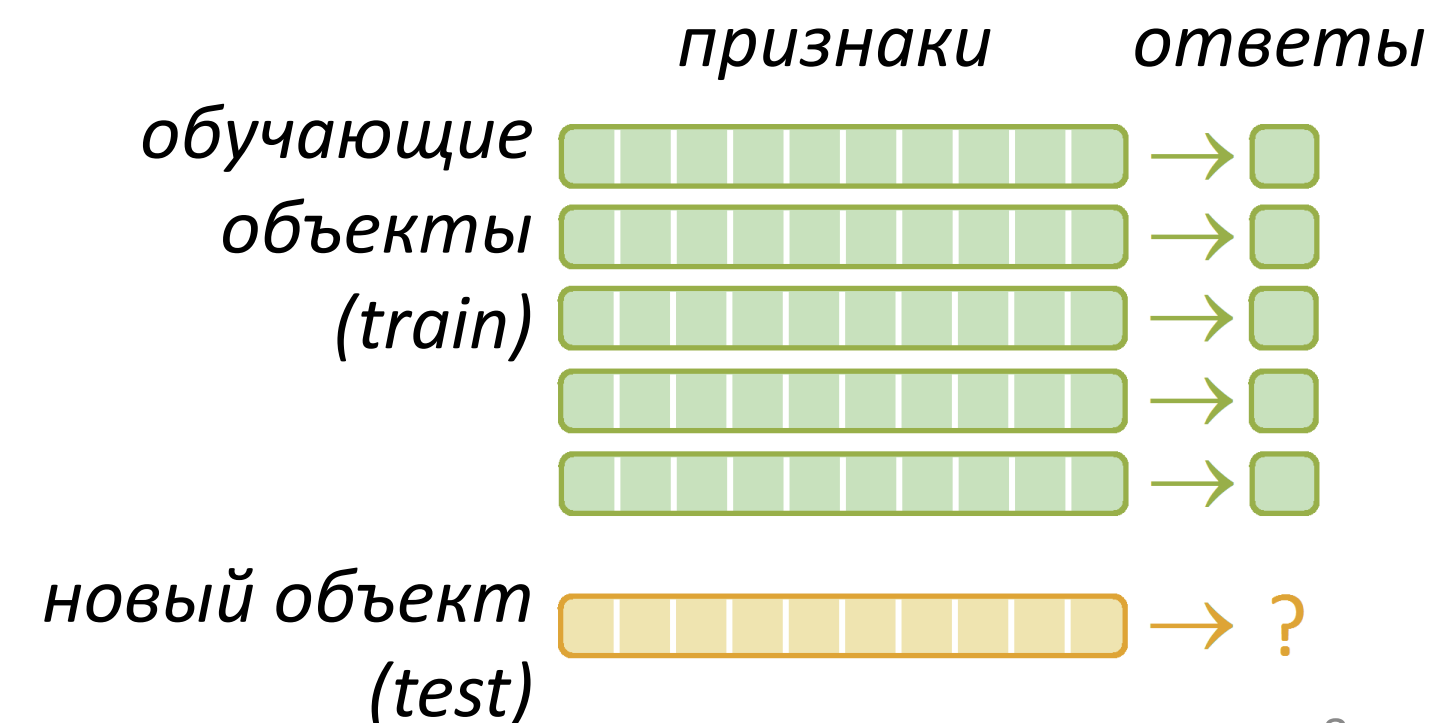 признаки ответы
обучающие
объекты
(train)
новый объект
?
(test)